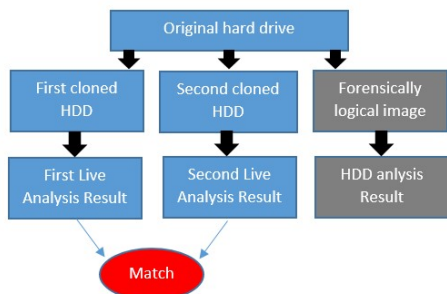 Original hard drive
First cloned
HDD
Second cloned
HDD
Forensically
logical image
First Live
Analysis Result
Second Live
Analysis Result
HDD anlysis
Result
Match